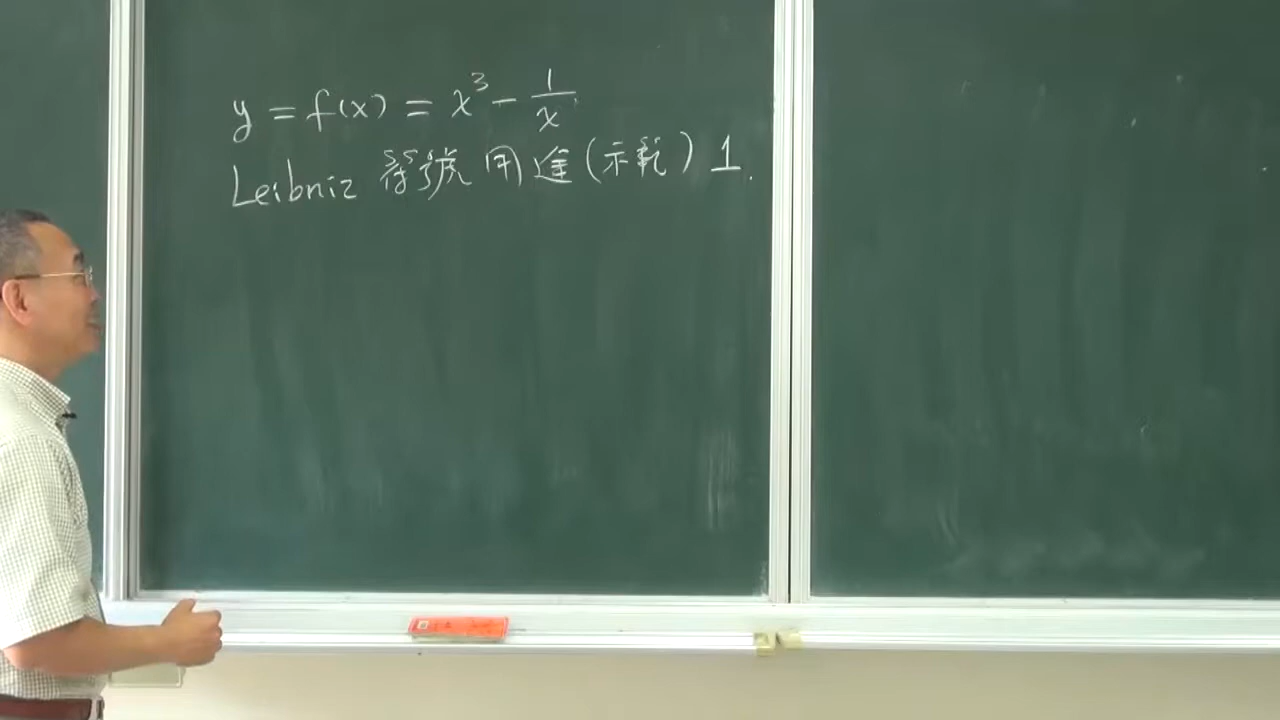 y = f(x) = x³ - 1/x
Leibniz 符號 用途 (示範) 1.